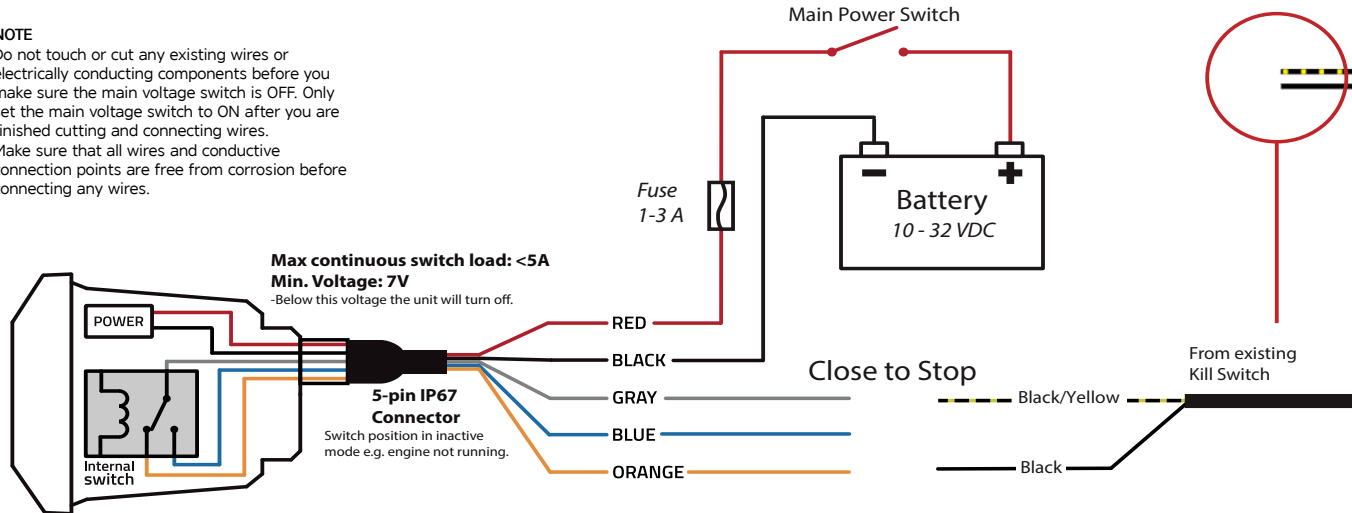 NOTE
Do not touch or cut any existing wires or
electrically conducting components before you
make sure the main voltage switch is OFF. Only
set the main voltage switch to ON after you are
finished cutting and connecting wires.
Make sure that all wires and conductive
connection points are free from corrosion before
connecting any wires.
Main Power Switch
Fuse
1-3 A
Battery
10 - 32 VDC
Max continuous switch load: <5A
Min. Voltage: 7V
-Below this voltage the unit will turn off.
POWER
Internal
switch
5-pin IP67
Connector
Switch position in inactive
mode e.g. engine not running.
RED
BLACK
GRAY
BLUE
ORANGE
Close to Stop
Black/Yellow
Black
From existing
Kill Switch